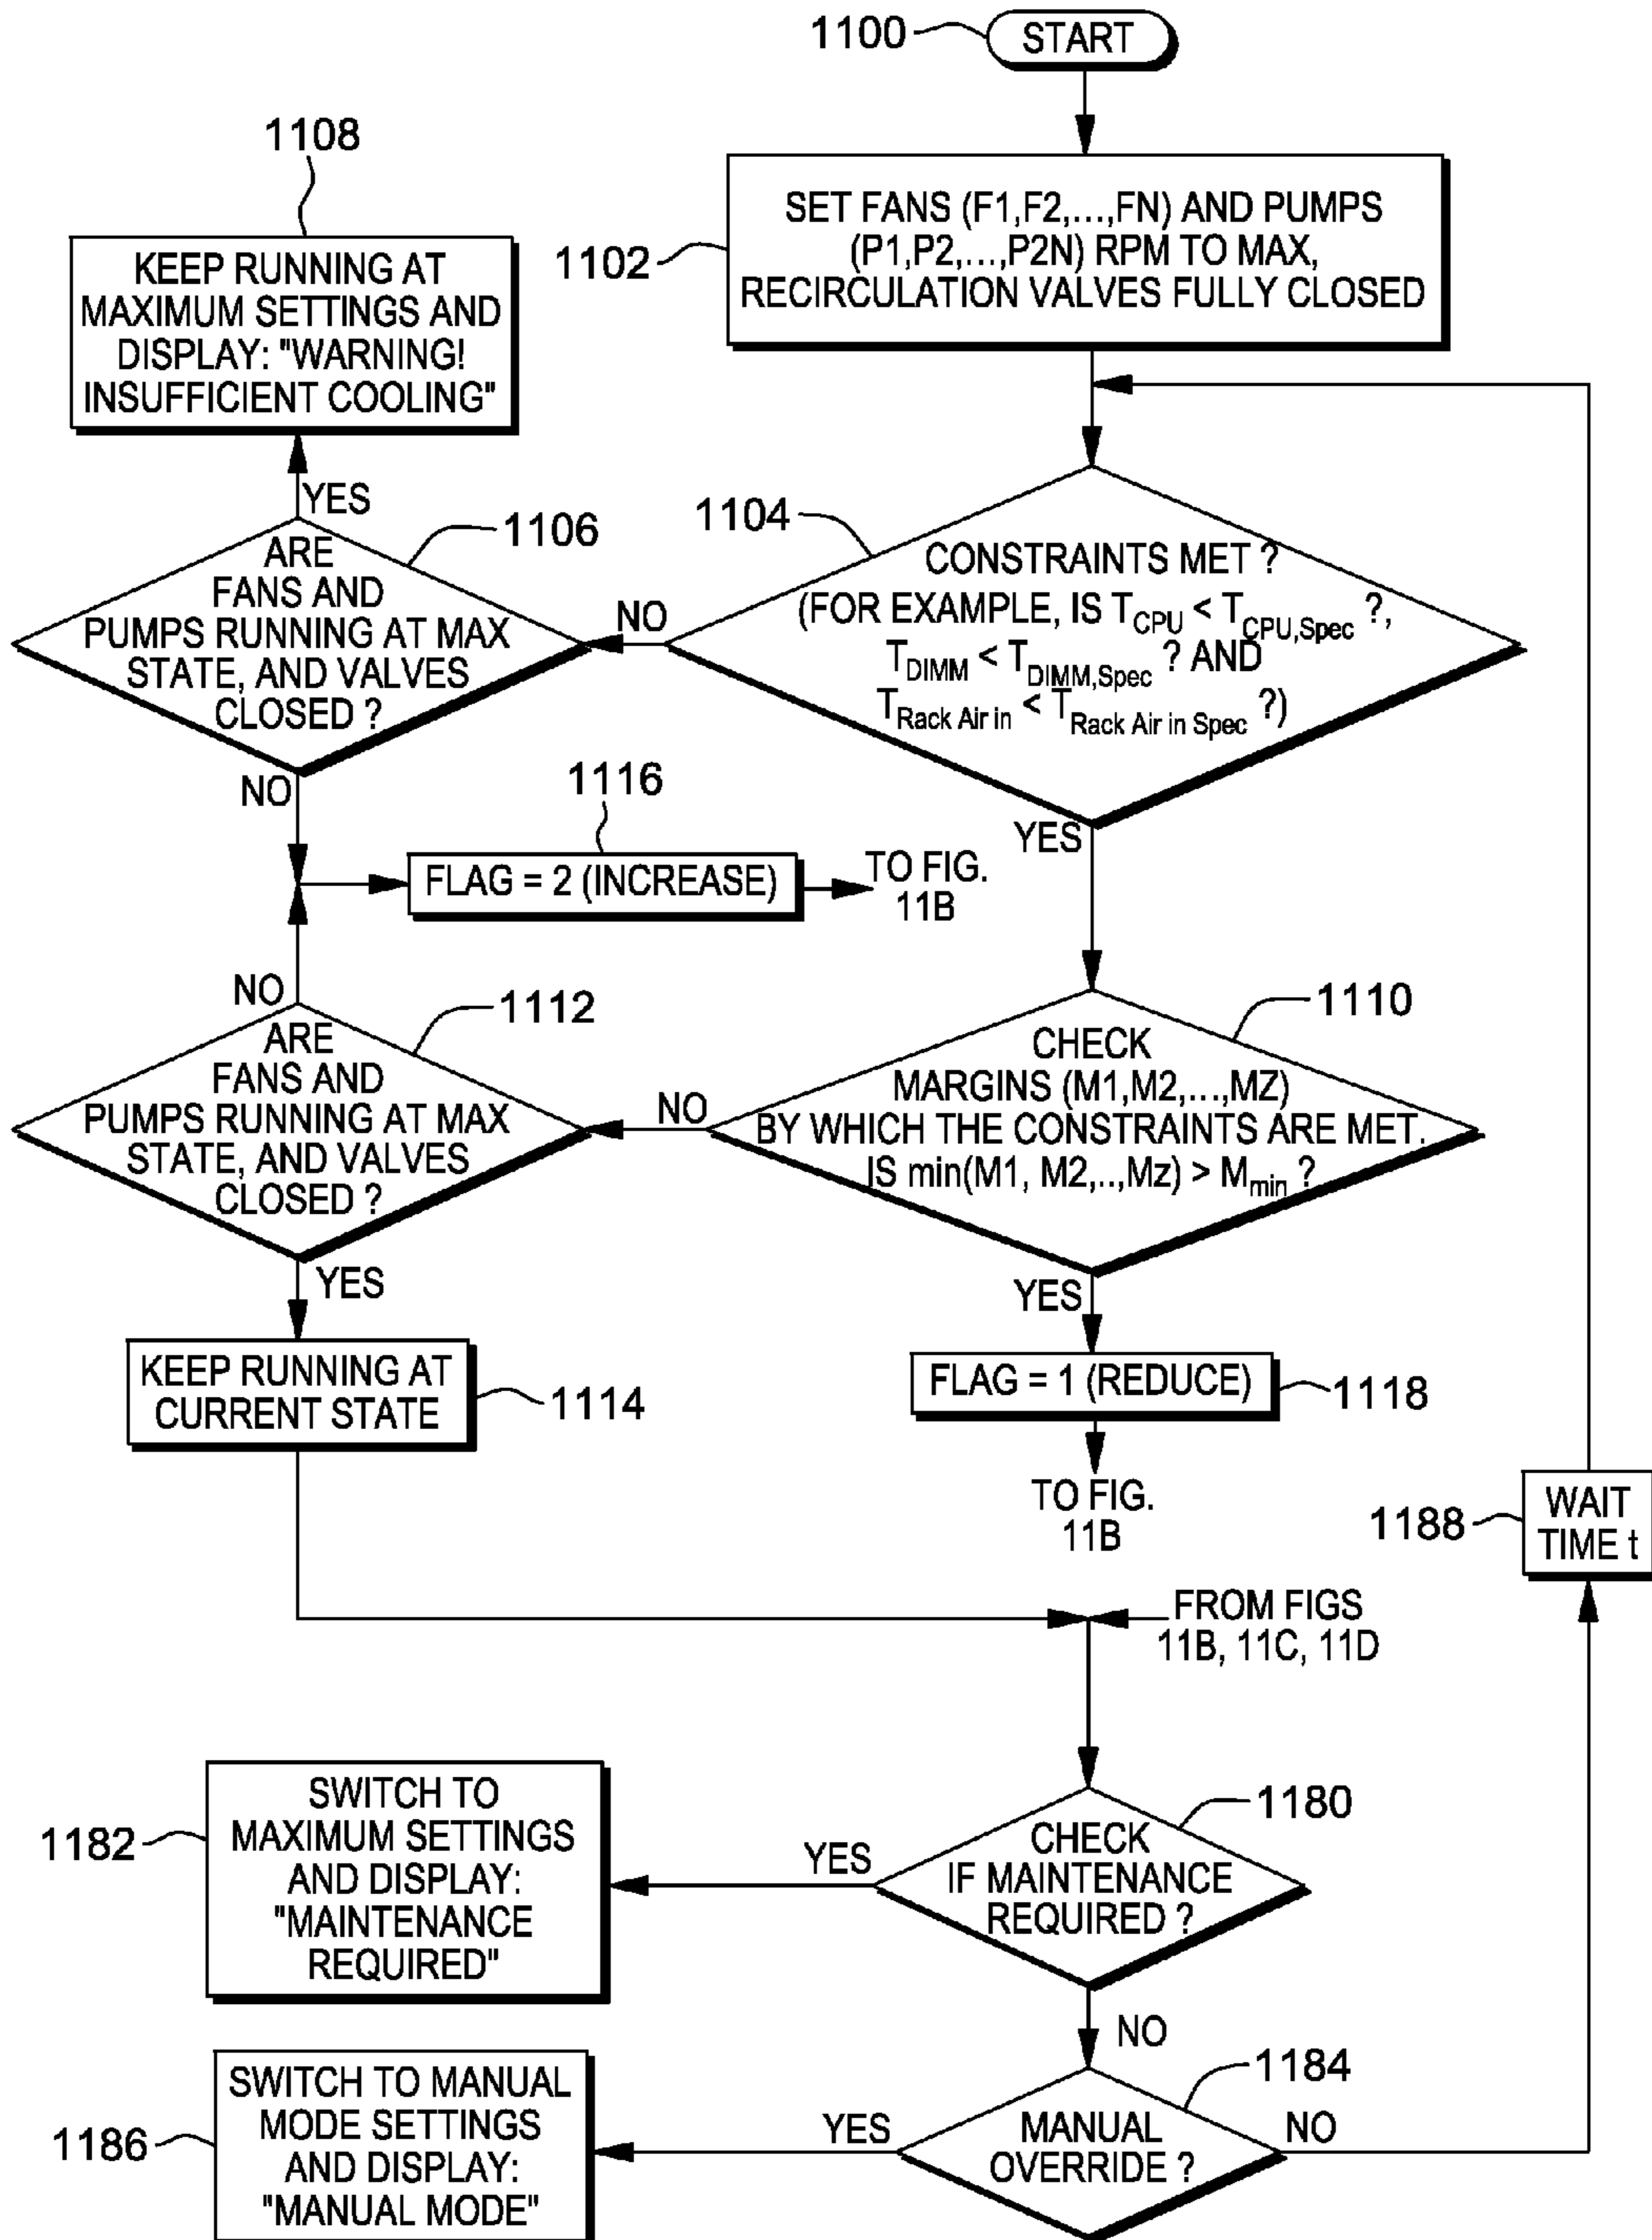 1100
START
1108
1102
SET FANS (F1,F2,...,FN) AND PUMPS
(P1,P2,...,P2N) RPM TO MAX,
RECIRCULATION VALVES FULLY CLOSED
KEEP RUNNING AT
MAXIMUM SETTINGS AND
DISPLAY: "WARNING!
INSUFFICIENT COOLING"
YES
1106
ARE
FANS AND
PUMPS RUNNING AT MAX
STATE, AND VALVES
CLOSED ?
NO
1104
CONSTRAINTS MET ?
(FOR EXAMPLE, IS T_CPU < T_CPU,Spec ?,
T_DIMM < T_DIMM,Spec ? AND
T_Rack Air in < T_Rack Air in Spec ?)
NO
1116
YES
FLAG = 2 (INCREASE)
TO FIG.
11B
NO
1112
ARE
FANS AND
PUMPS RUNNING AT MAX
STATE, AND VALVES
CLOSED ?
NO
1110
CHECK
MARGINS (M1,M2,...,MZ)
BY WHICH THE CONSTRAINTS ARE MET.
IS min(M1, M2,..,Mz) > M_min ?
YES
YES
KEEP RUNNING AT
CURRENT STATE
1114
FLAG = 1 (REDUCE)
1118
TO FIG.
11B
1188
WAIT
TIME t
FROM FIGS
11B, 11C, 11D
1182
SWITCH TO
MAXIMUM SETTINGS
AND DISPLAY:
"MAINTENANCE
REQUIRED"
YES
1180
CHECK
IF MAINTENANCE
REQUIRED ?
NO
1186
SWITCH TO MANUAL
MODE SETTINGS
AND DISPLAY:
"MANUAL MODE"
YES
1184
MANUAL
OVERRIDE ?
NO